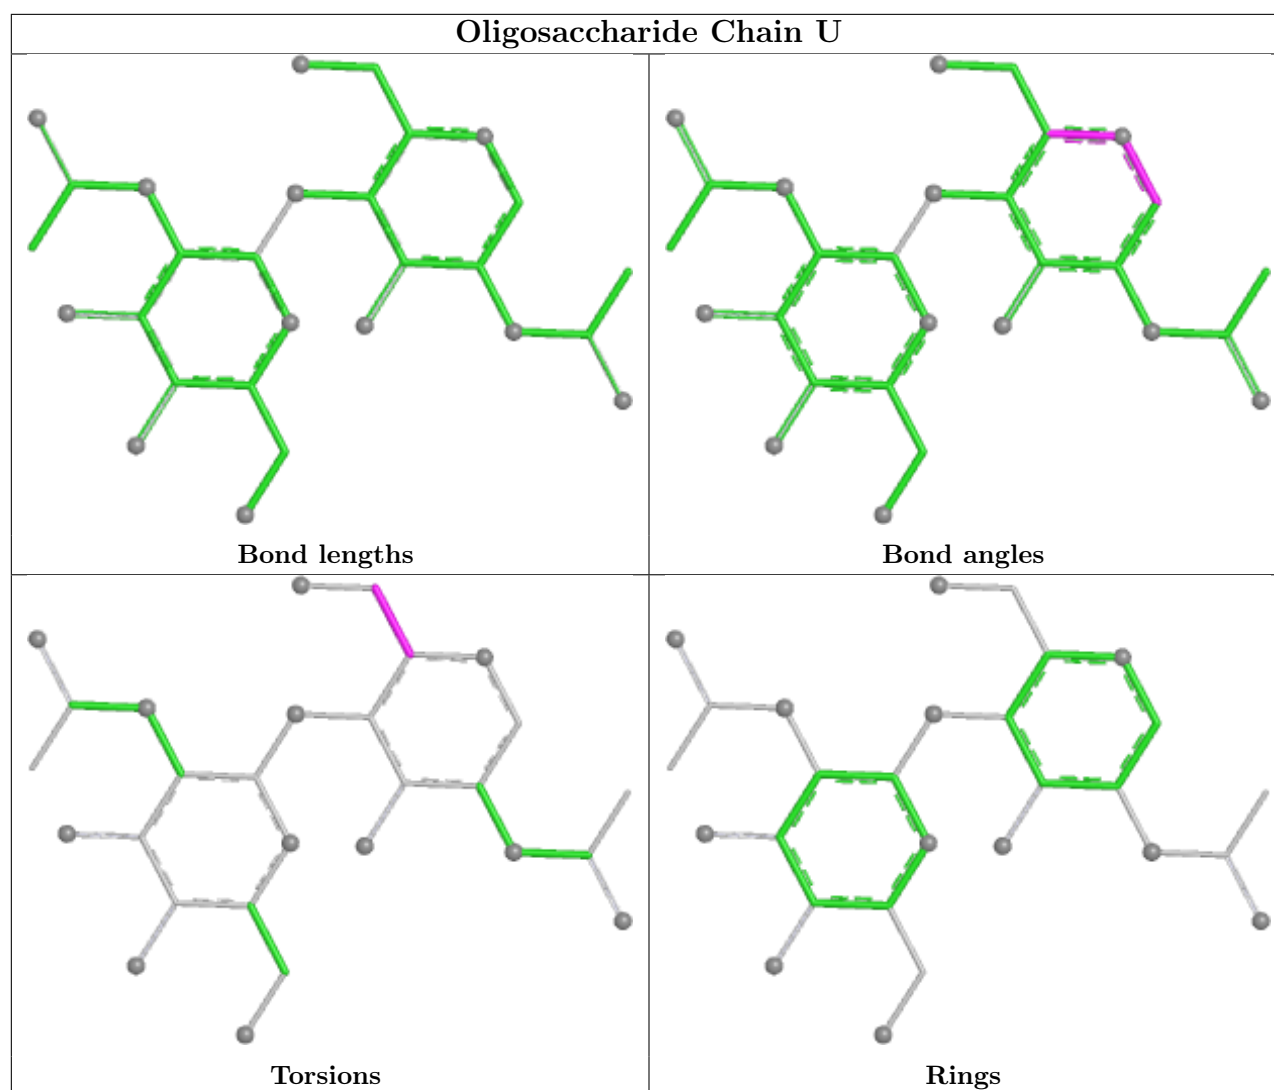 Oligosaccharide Chain U
Bond lengths
Bond angles
Torsions
Rings